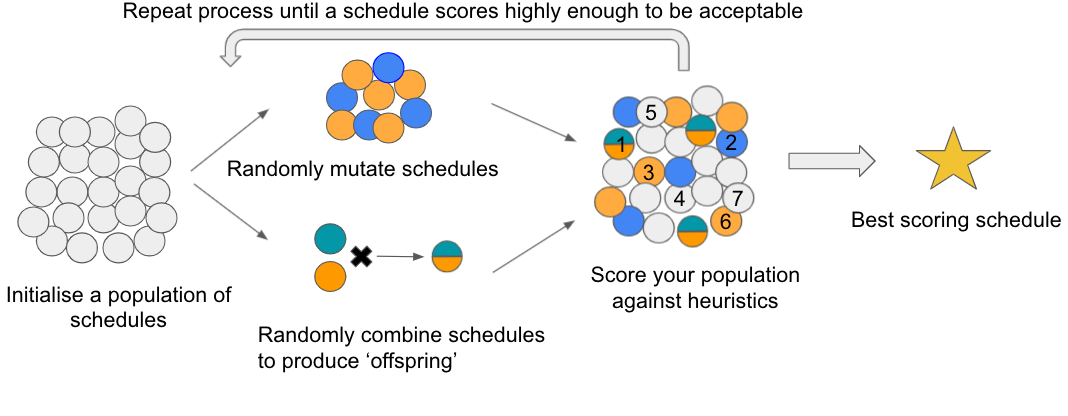 Repeat process until a schedule scores highly enough to be acceptable
Randomly mutate schedules
5
1
2
3
4
7
6
Best scoring schedule
Initialise a population of
schedules
Score your population
against heuristics
Randomly combine schedules
to produce ‘offspring’